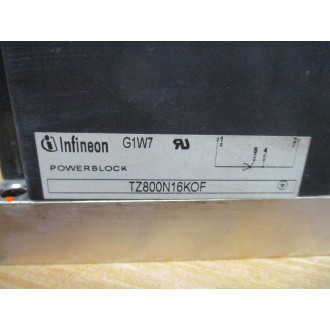 Infineon G1W7
POWERBLOCK
TZ800N16KOF